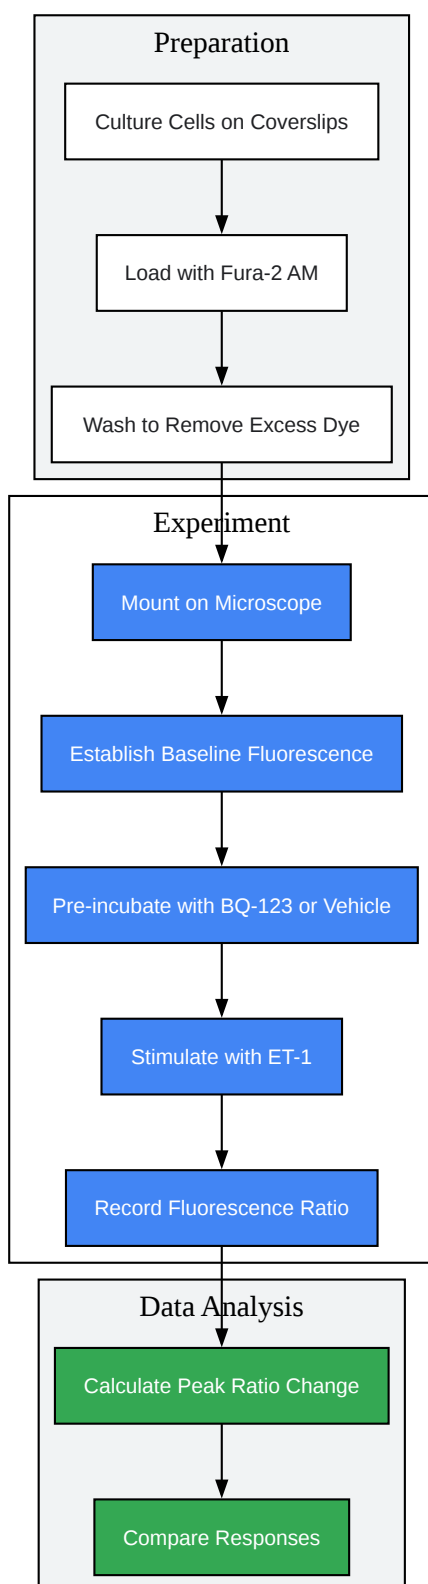 Preparation
Culture Cells on Coverslips
Load with Fura-2 AM
Wash to Remove Excess Dye
Experiment
Mount on Microscope
Establish Baseline Fluorescence
Pre-incubate with BQ-123 or Vehicle
Stimulate with ET-1
Record Fluorescence Ratio
Data Analysis
Calculate Peak Ratio Change
Compare Responses